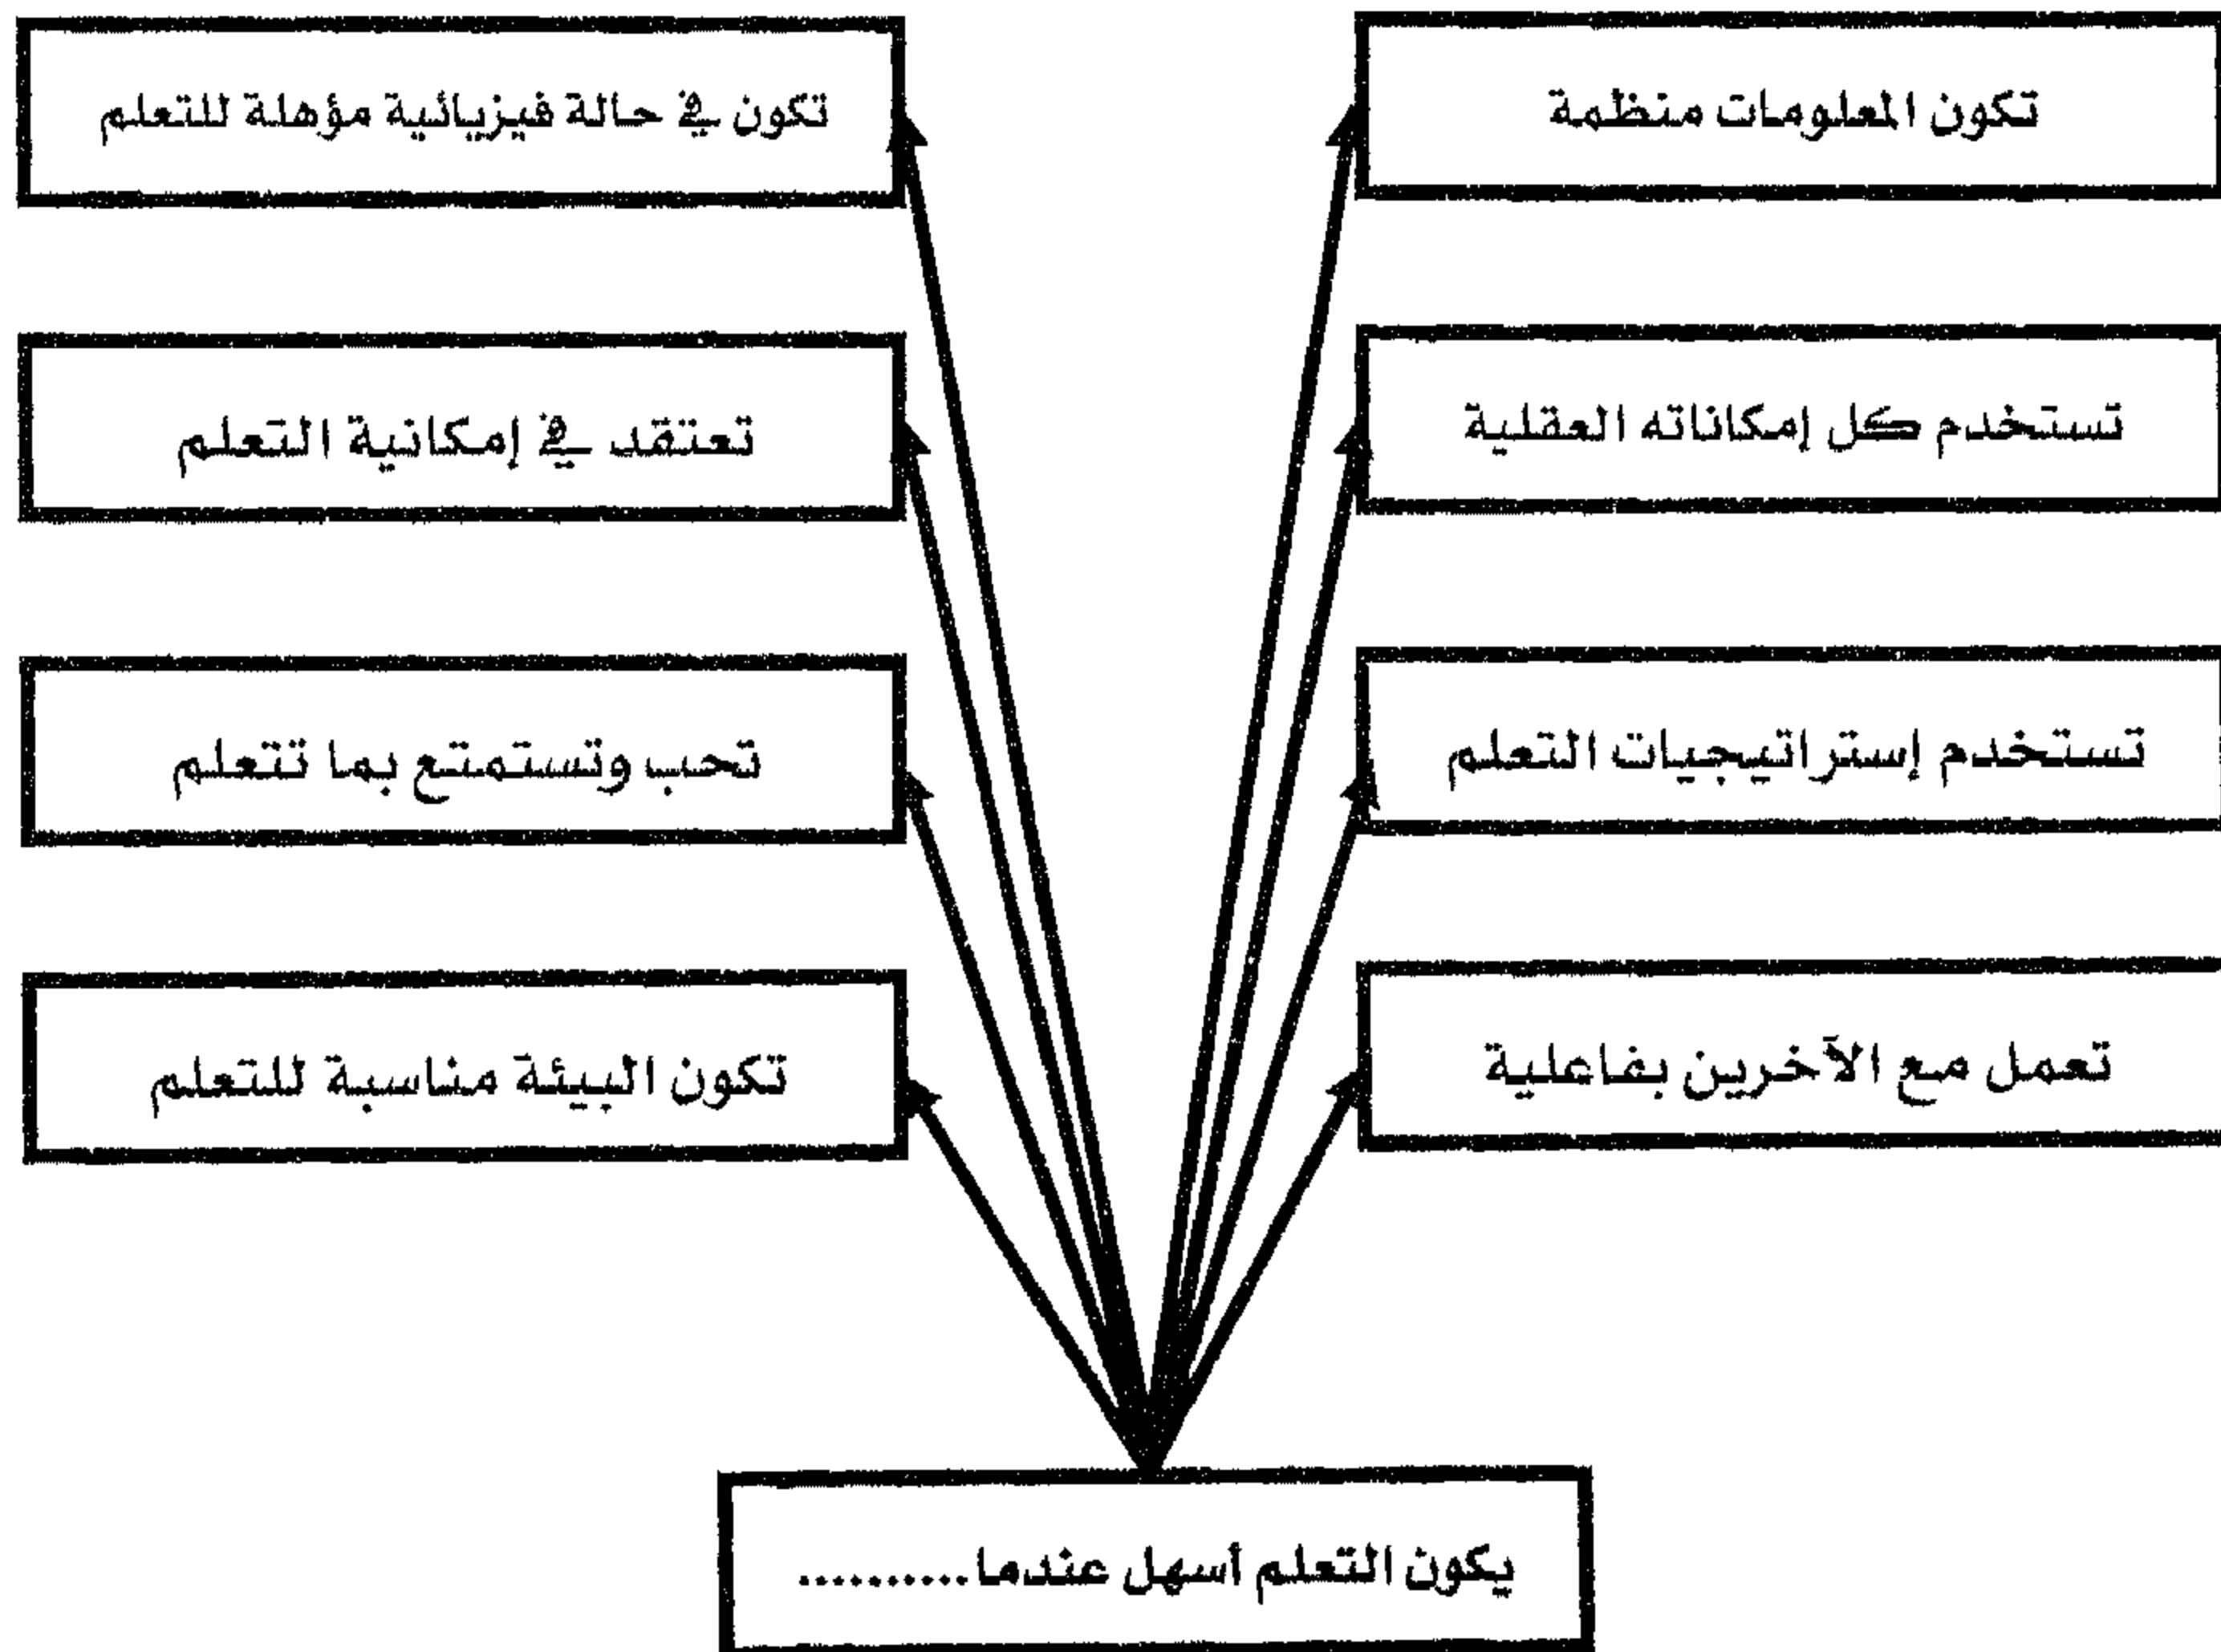 تكون المعلومات منظمة
تكون في حالة فيزيائية مؤهلة للتعلم
تستخدم كل إمكاناته العقلية
تعتقد في إمكانية التعلم
تستخدم إستراتيجيات التعلم
تحب وتستمتع بما تتعلم
تعمل مع الآخرين بفاعلية
تكون البيئة مناسبة للتعلم
يكون التعلم أسهل عندما..........